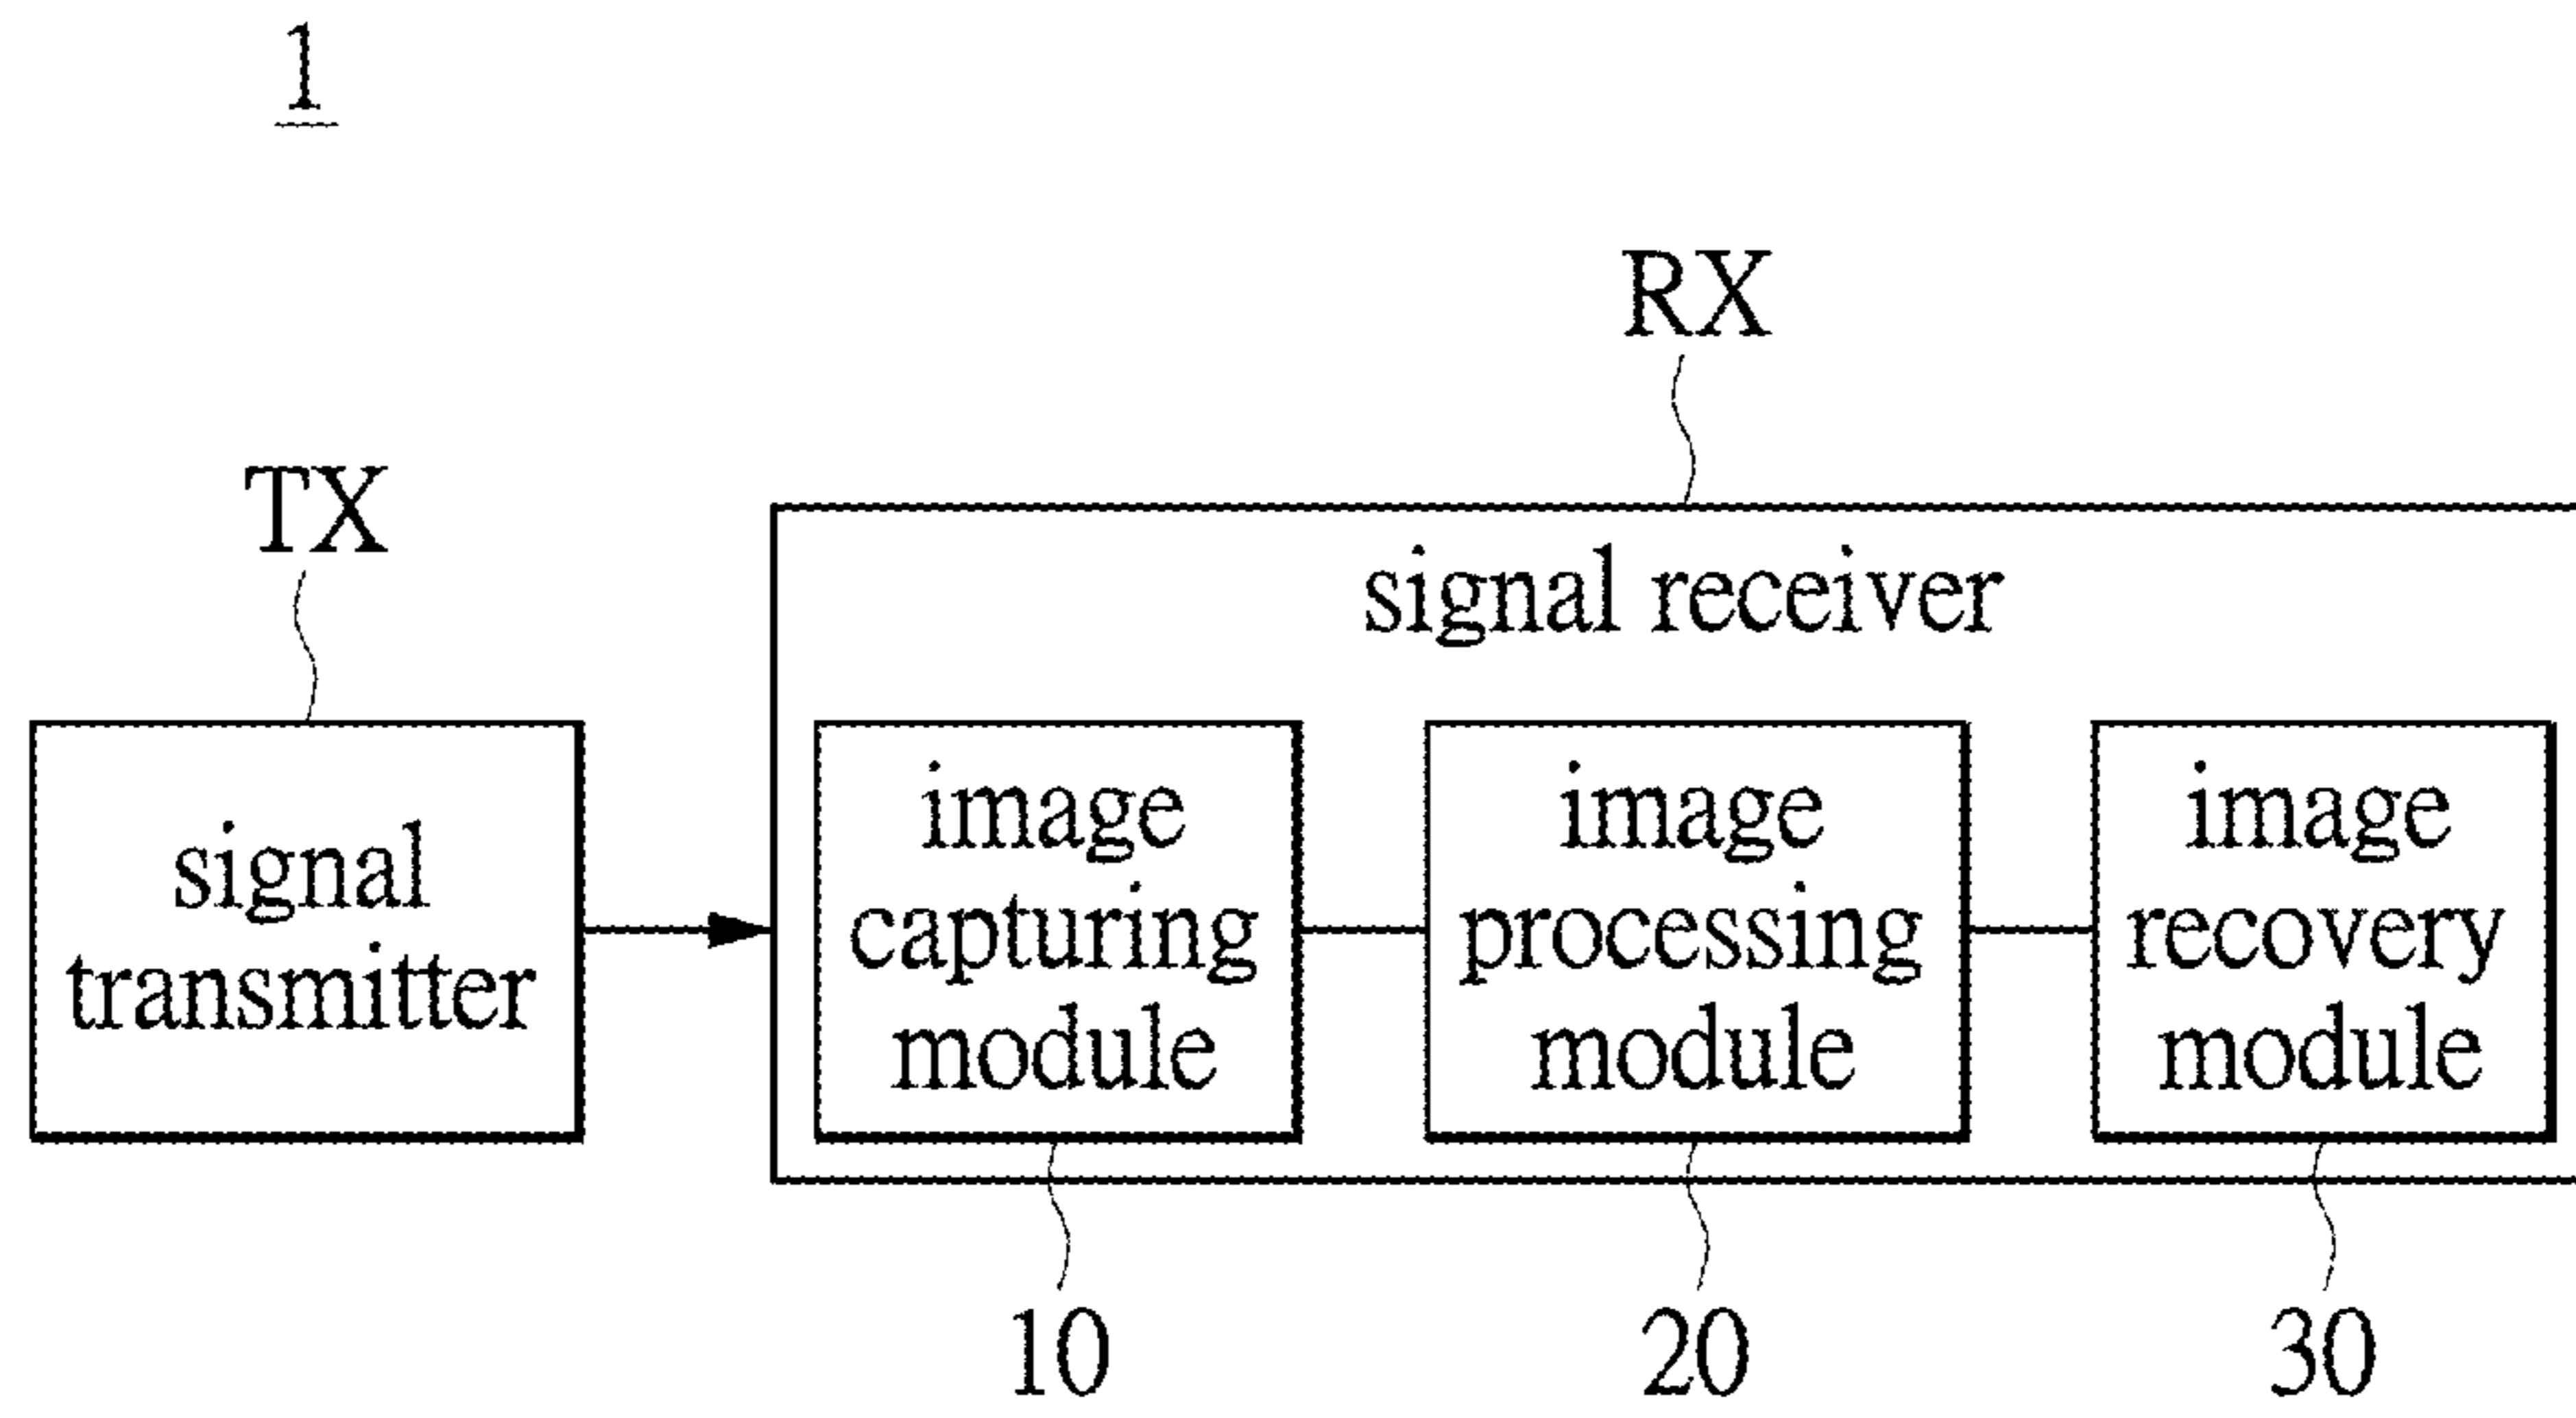 1
RX
TX
signal receiver
signal
transmitter
image
capturing
module
image
processing
module
image
recovery
module
10
20
30